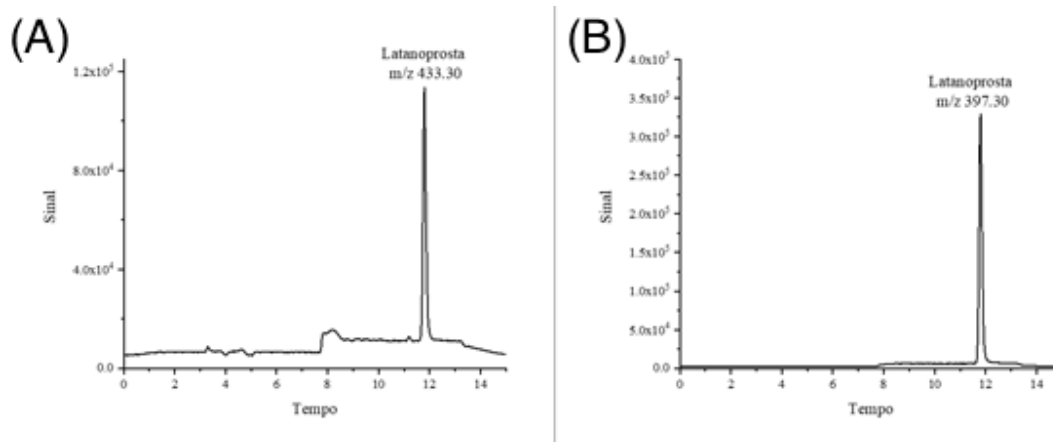 (A)
Latanoprosta
m/z 433.30
1.2x10⁵
8.0x10⁴
4.0x10⁴
0.0
Sinal
0 2 4 6 8 10 12 14
Tempo
(B)
Latanoprosta
m/z 397.30
4.0x10⁵
3.5x10⁵
3.0x10⁵
2.5x10⁵
2.0x10⁵
1.5x10⁵
1.0x10⁵
5.0x10⁴
0.0
Sinal
0 2 4 6 8 10 12 14
Tempo